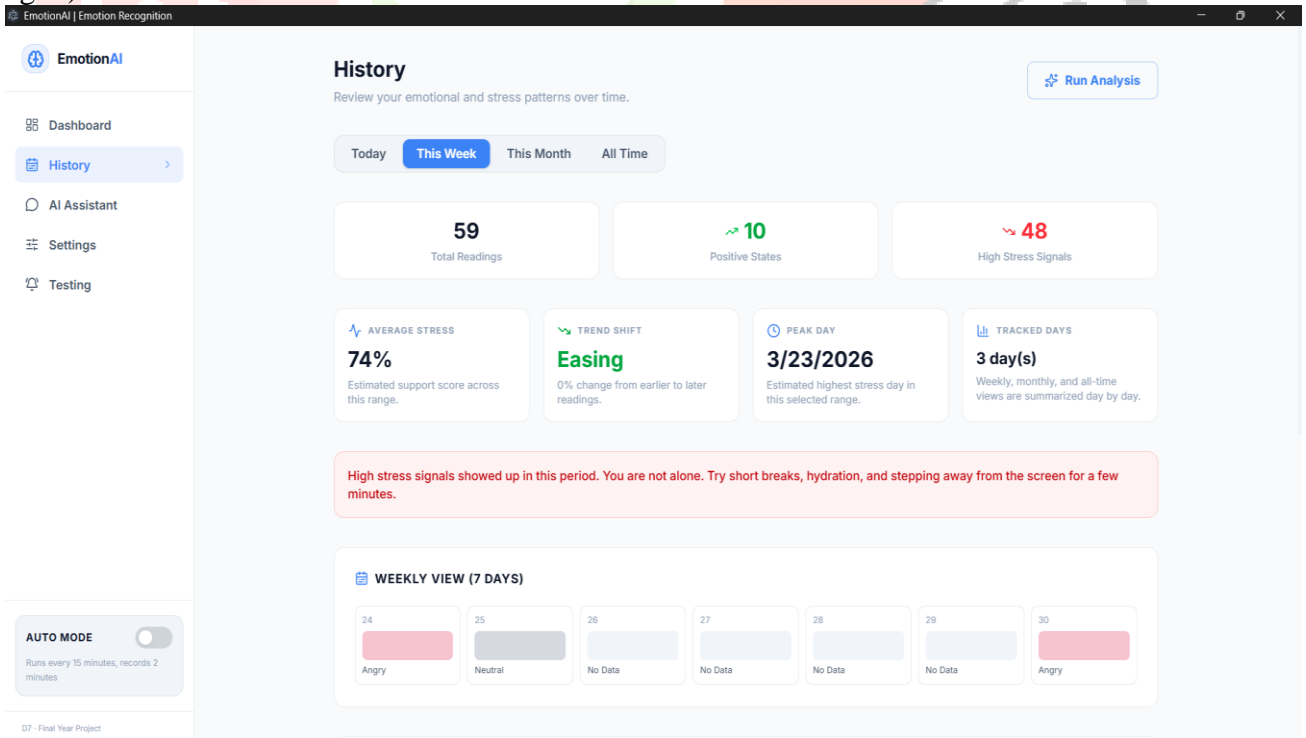 EmotionAI | Emotion Recognition
EmotionAI
Dashboard
History
AI Assistant
Settings
Testing
AUTO MODE
Runs every 15 minutes, records 2
minutes
D7 - Final Year Project
History
Review your emotional and stress patterns over time.
Run Analysis
Today This Week This Month All Time
59
Total Readings
10
Positive States
48
High Stress Signals
AVERAGE STRESS
74%
Estimated support score across
this range.
TREND SHIFT
Easing
0% change from earlier to later
readings.
PEAK DAY
3/23/2026
Estimated highest stress day in
this selected range.
TRACKED DAYS
3 day(s)
Weekly, monthly, and all-time
views are summarized day by day.
High stress signals showed up in this period. You are not alone. Try short breaks, hydration, and stepping away from the screen for a few
minutes.
WEEKLY VIEW (7 DAYS)
24 25 26 27 28 29 30
Angry Neutral No Data No Data No Data No Data Angry